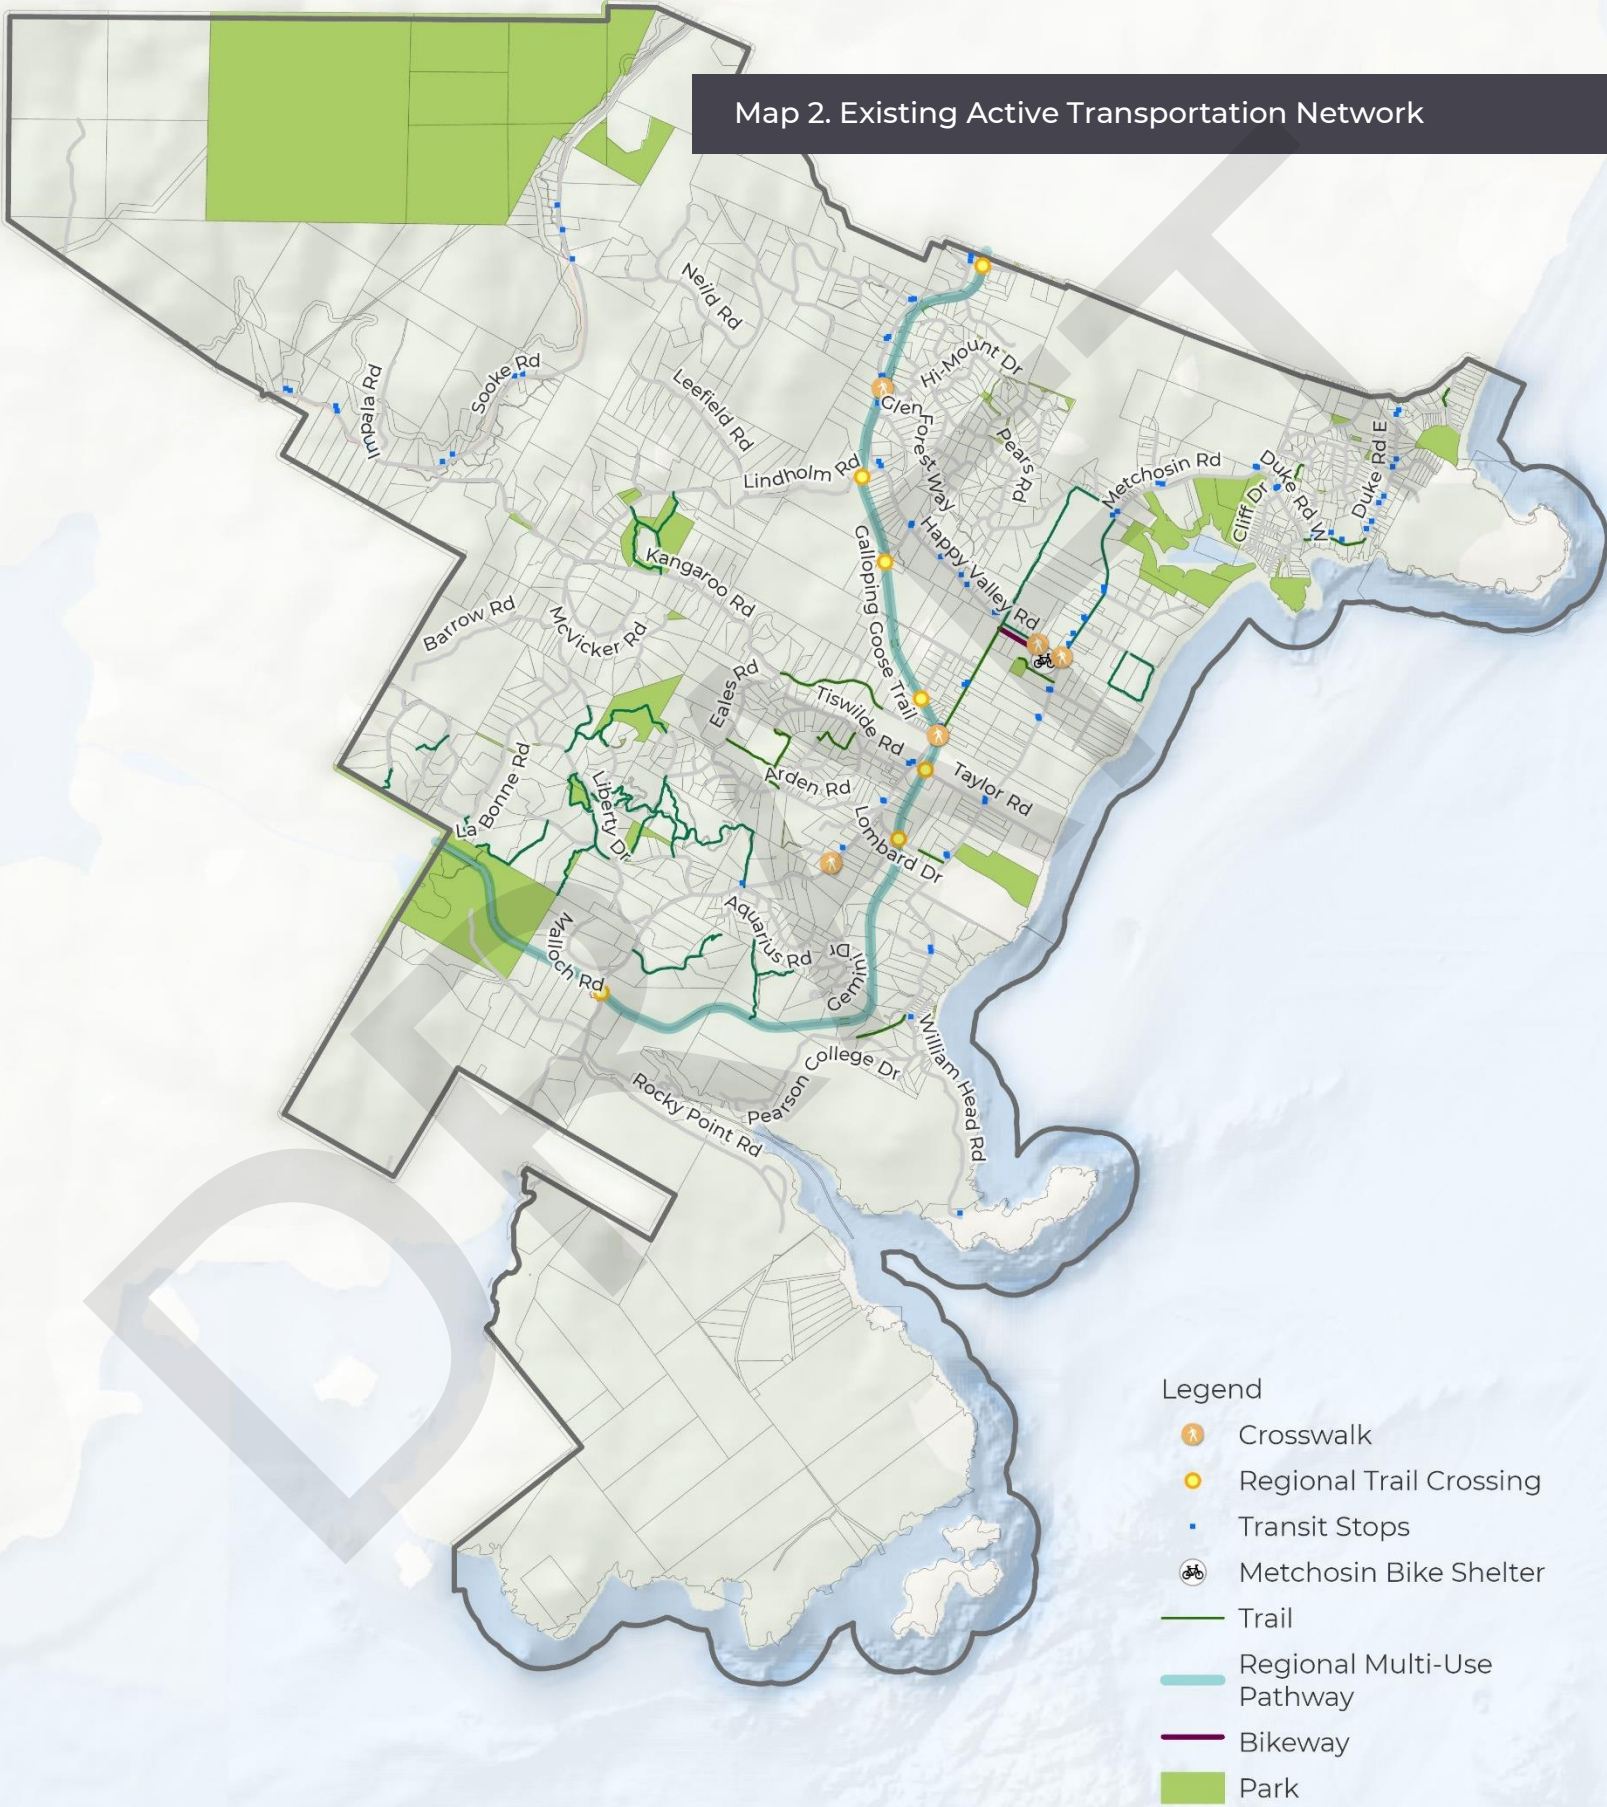 Map 2. Existing Active Transportation Network
Neild Rd
Hi-Mount Dr
Impala Rd
Sooke Rd
Leefield Rd
Glen
Forest Way
Pears Rd
Lindholm Rd
Metchosin Rd
Duke Rd W
Duke Rd E
Cliff Dr
Galloping Goose Trail
Happy Valley Rd
Kangaroo Rd
Barrow Rd
McVicker Rd
Eales Rd
Tiswilde Rd
Taylor Rd
Arden Rd
La Bonne Rd
Liberty Dr
Lombard Dr
Aquarius Rd
Gemini Dr
Malloch Rd
William Head Rd
Pearson College Dr
Rocky Point Rd
DRAFT
Legend
Crosswalk
Regional Trail Crossing
Transit Stops
Metchosin Bike Shelter
Trail
Regional Multi-Use
Pathway
Bikeway
Park